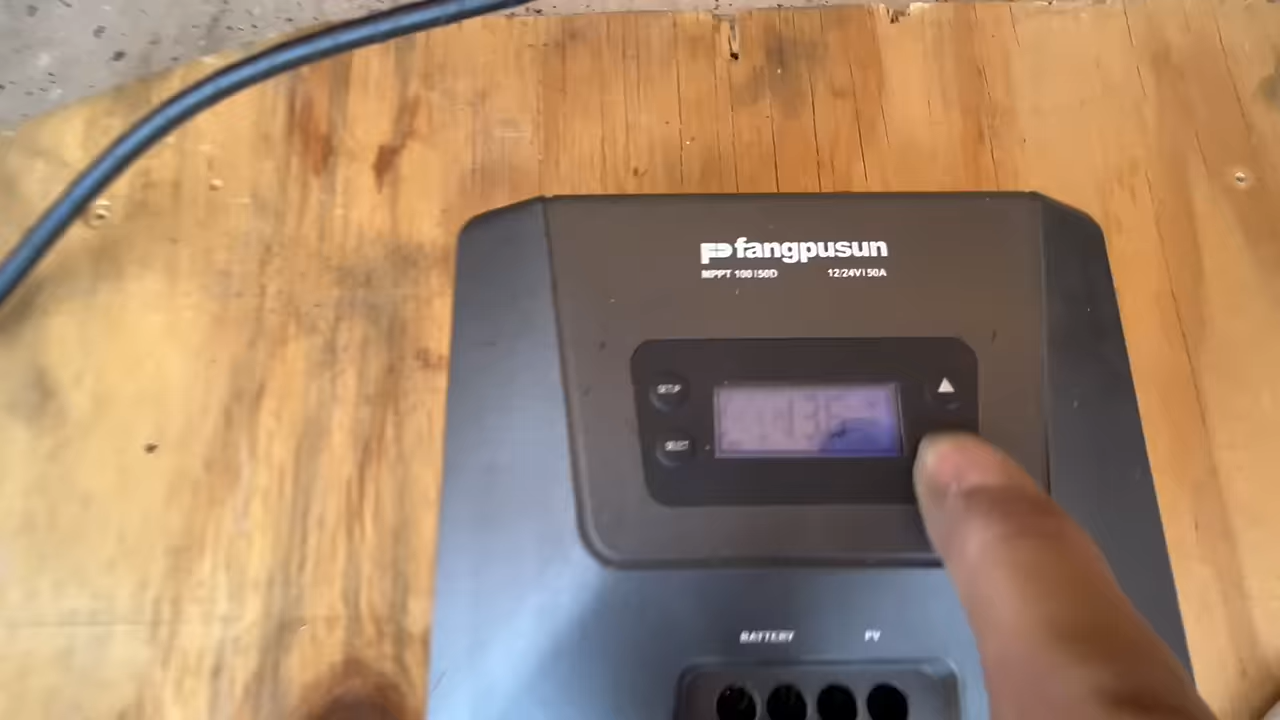 fangpusun
MPPT 100|50D 12/24V|50A
SETUP
SELECT
BATTERY PV